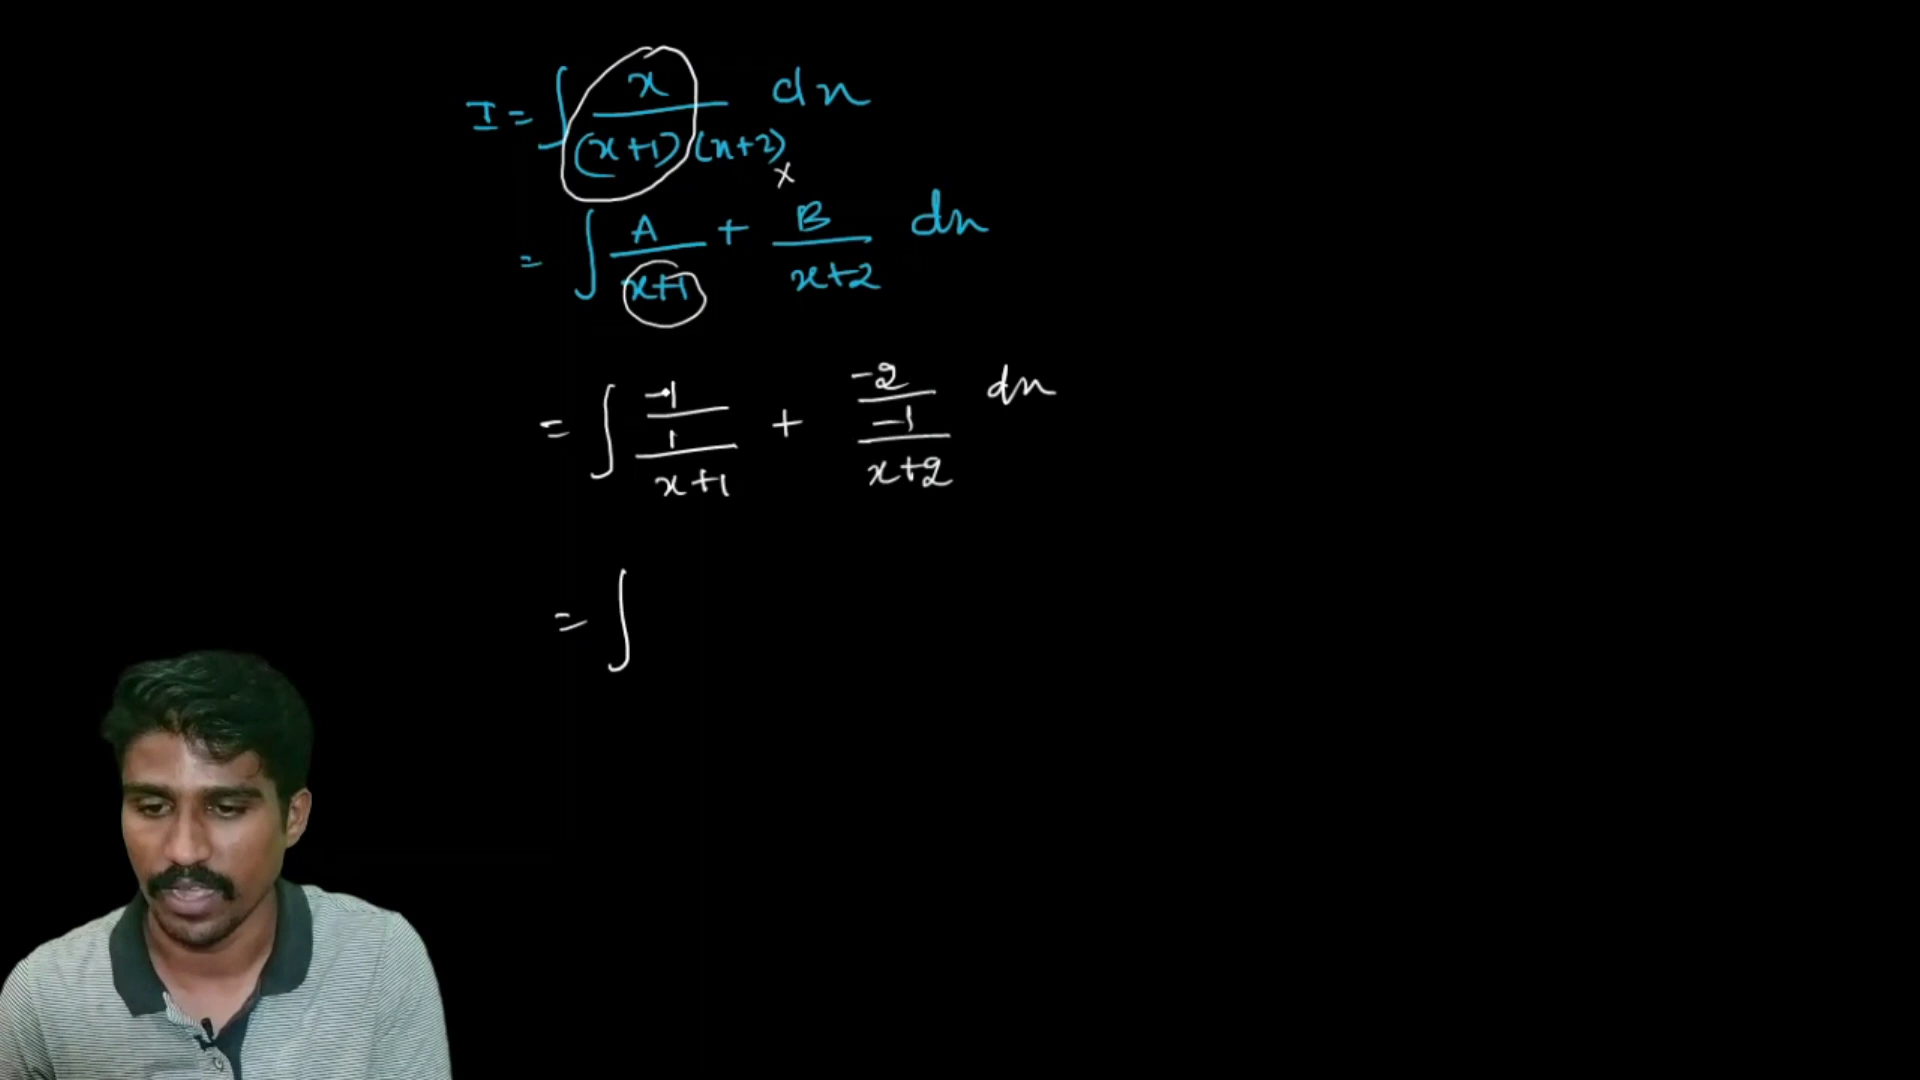 I = ∫ x / (x+1) (x+2) dx
x
= ∫ A / x+1 + B / x+2 dx
= ∫ -1 / 1 / x+1 + -2 / -1 / x+2 dx
= ∫